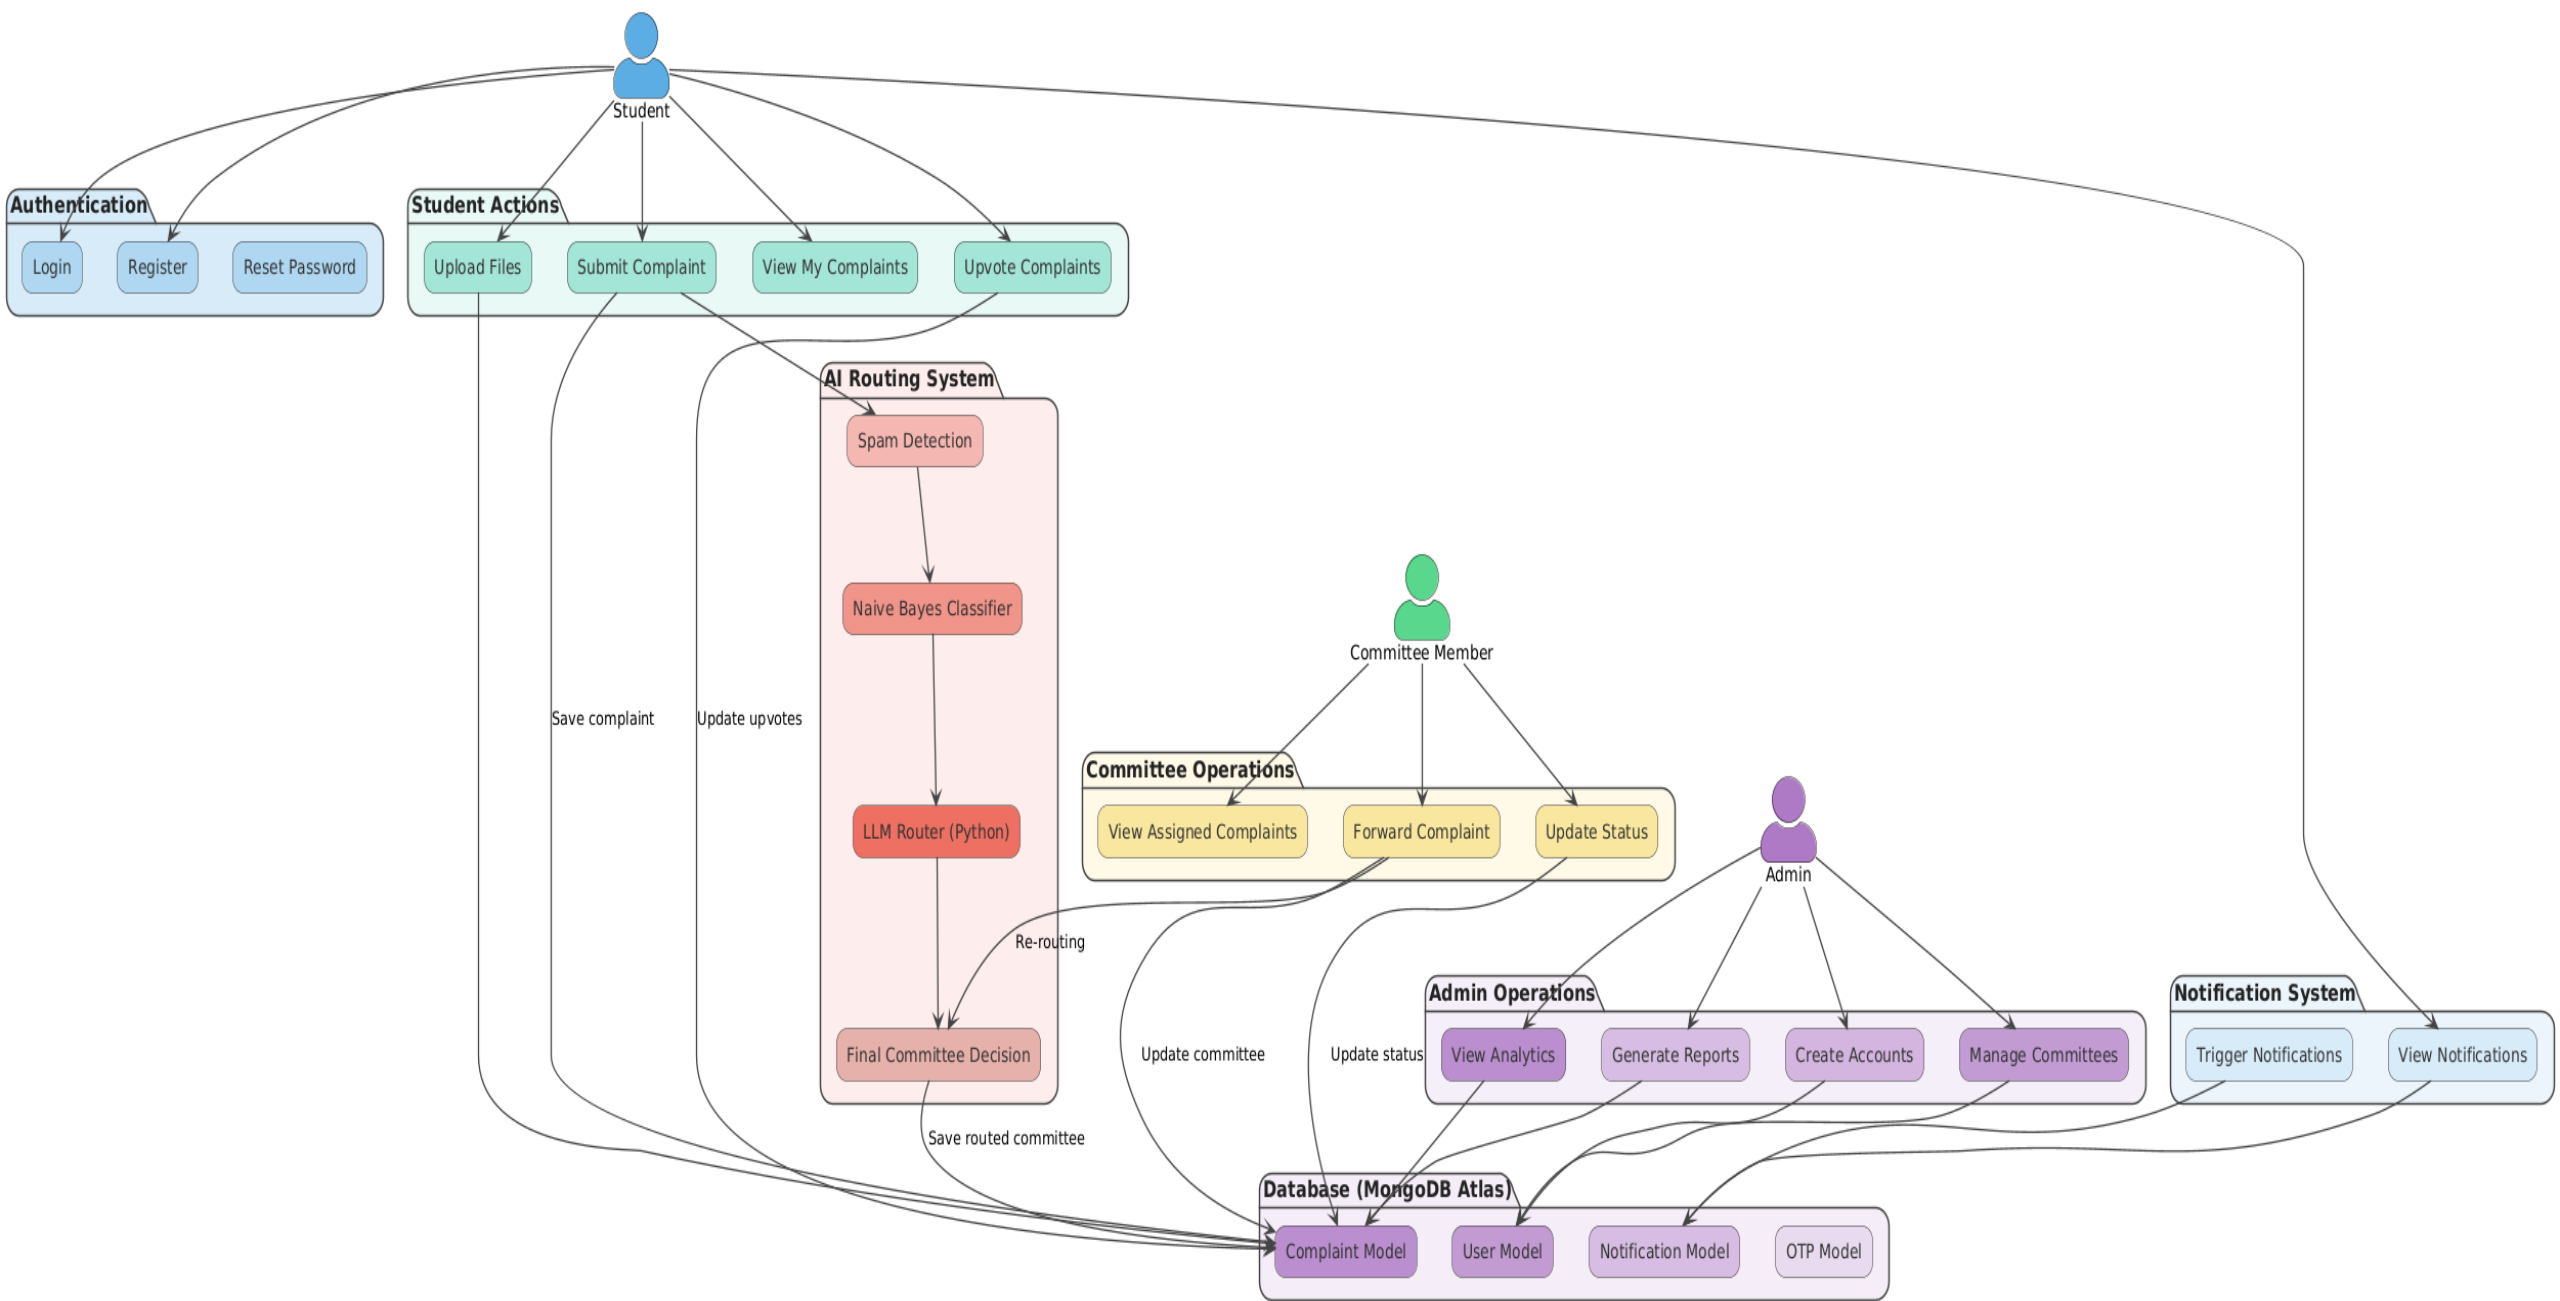 Student
Authentication
Student Actions
Login
Register
Reset Password
Upload Files
Submit Complaint
View My Complaints
Upvote Complaints
AI Routing System
Spam Detection
Naive Bayes Classifier
Committee Member
Save complaint
Update upvotes
Committee Operations
LLM Router (Python)
View Assigned Complaints
Forward Complaint
Update Status
Admin
Re-routing
Admin Operations
Notification System
Final Committee Decision
Update committee
Update status
View Analytics
Generate Reports
Create Accounts
Manage Committees
Trigger Notifications
View Notifications
Save routed committee
Database (MongoDB Atlas)
Complaint Model
User Model
Notification Model
OTP Model